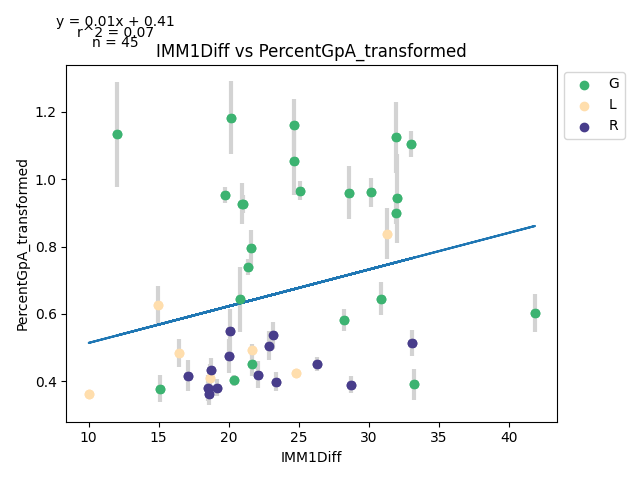 y = 0.01x + 0.41
r^2 = 0.07
n = 45
IMM1Diff vs PercentGpA_transformed
G
L
R
PercentGpA_transformed
1.2
1.0
0.8
0.6
0.4
10 15 20 25 30 35 40
IMM1Diff